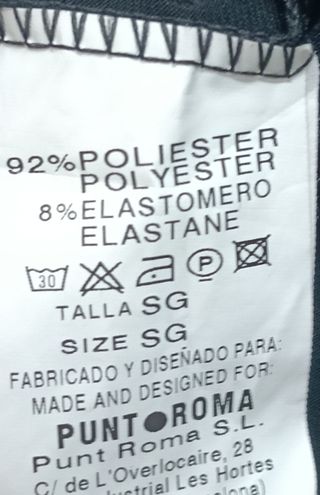 92%POLIESTER
POLYESTER
8%ELASTOMERO
ELASTANE
30 P
TALLA SG
SIZE SG
FABRICADO Y DISEÑADO PARA:
MADE AND DESIGNED FOR:
PUNT●ROMA
Punt Roma S.L.
C/ de L'Overlocaire, 28
Les Hortes